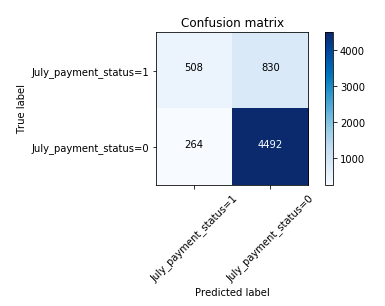 Confusion matrix
True label
July_payment_status=1
508 830
July_payment_status=0
264 4492
4000
3000
2000
1000
July_payment_status=1
July_payment_status=0
Predicted label